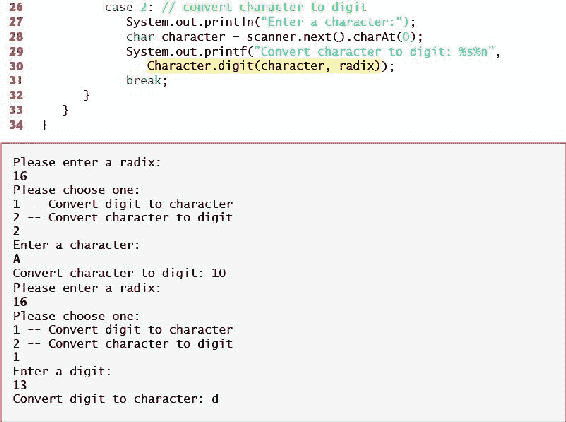 26 case 2: // convert character to digit
27 System.out.println("Enter a character:");
28 char character = scanner.next().charAt(0);
29 System.out.printf("Convert character to digit: %s%n",
30 Character.digit(character, radix));
31 break;
32 }
33 }
34 }
Please enter a radix:
16
Please choose one:
1 -- Convert digit to character
2 -- Convert character to digit
2
Enter a character:
A
Convert character to digit: 10
Please enter a radix:
16
Please choose one:
1 -- Convert digit to character
2 -- Convert character to digit
1
Enter a digit:
13
Convert digit to character: d